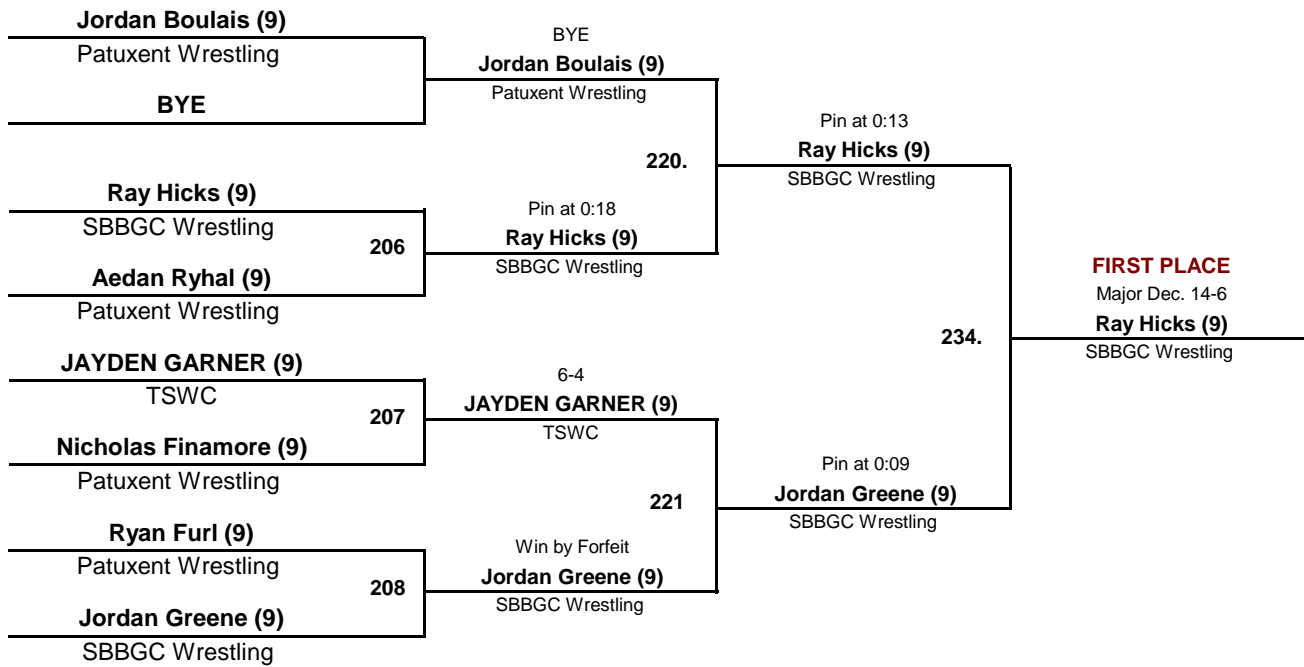 Jordan Boulais (9)
Patuxent Wrestling
BYE
Ray Hicks (9)
SBBGC Wrestling
206
Aedan Ryhal (9)
Patuxent Wrestling
JAYDEN GARNER (9)
TSWC
207
Nicholas Finamore (9)
Patuxent Wrestling
Ryan Furl (9)
Patuxent Wrestling
208
Jordan Greene (9)
SBBGC Wrestling
BYE
Jordan Boulais (9)
Patuxent Wrestling
220.
Pin at 0:18
Ray Hicks (9)
SBBGC Wrestling
6-4
JAYDEN GARNER (9)
TSWC
221
Win by Forfeit
Jordan Greene (9)
SBBGC Wrestling
Pin at 0:13
Ray Hicks (9)
SBBGC Wrestling
234.
Pin at 0:09
Jordan Greene (9)
SBBGC Wrestling
FIRST PLACE
Major Dec. 14-6
Ray Hicks (9)
SBBGC Wrestling